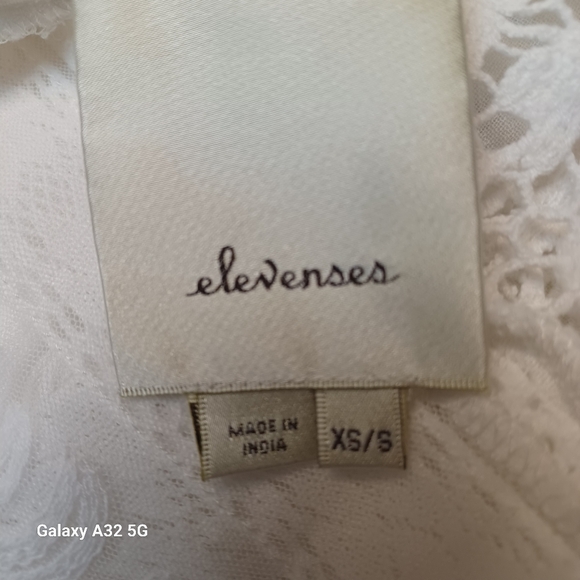 elevenses
MADE IN
INDIA
XS/S
Galaxy A32 5G